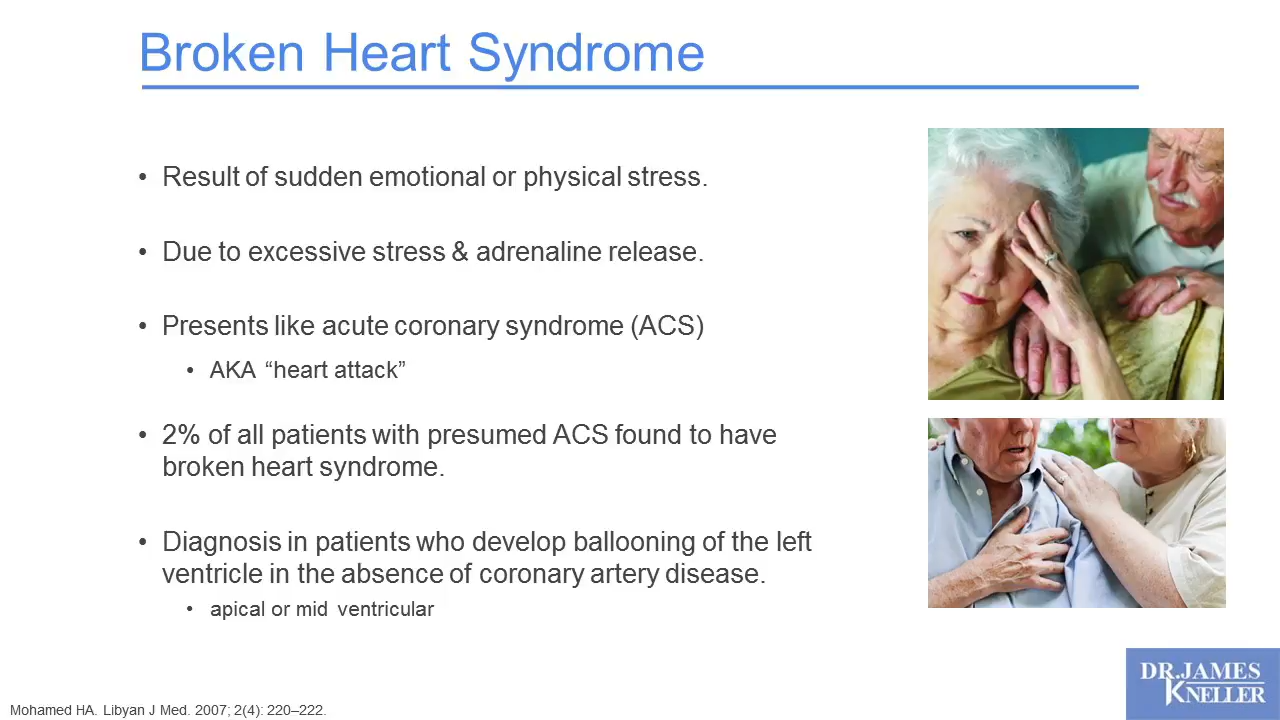 Broken Heart Syndrome
• Result of sudden emotional or physical stress.
• Due to excessive stress & adrenaline release.
• Presents like acute coronary syndrome (ACS)
• AKA “heart attack”
• 2% of all patients with presumed ACS found to have
broken heart syndrome.
• Diagnosis in patients who develop ballooning of the left
ventricle in the absence of coronary artery disease.
• apical or mid ventricular
DR.JAMES
KNELLER
Mohamed HA. Libyan J Med. 2007; 2(4): 220–222.